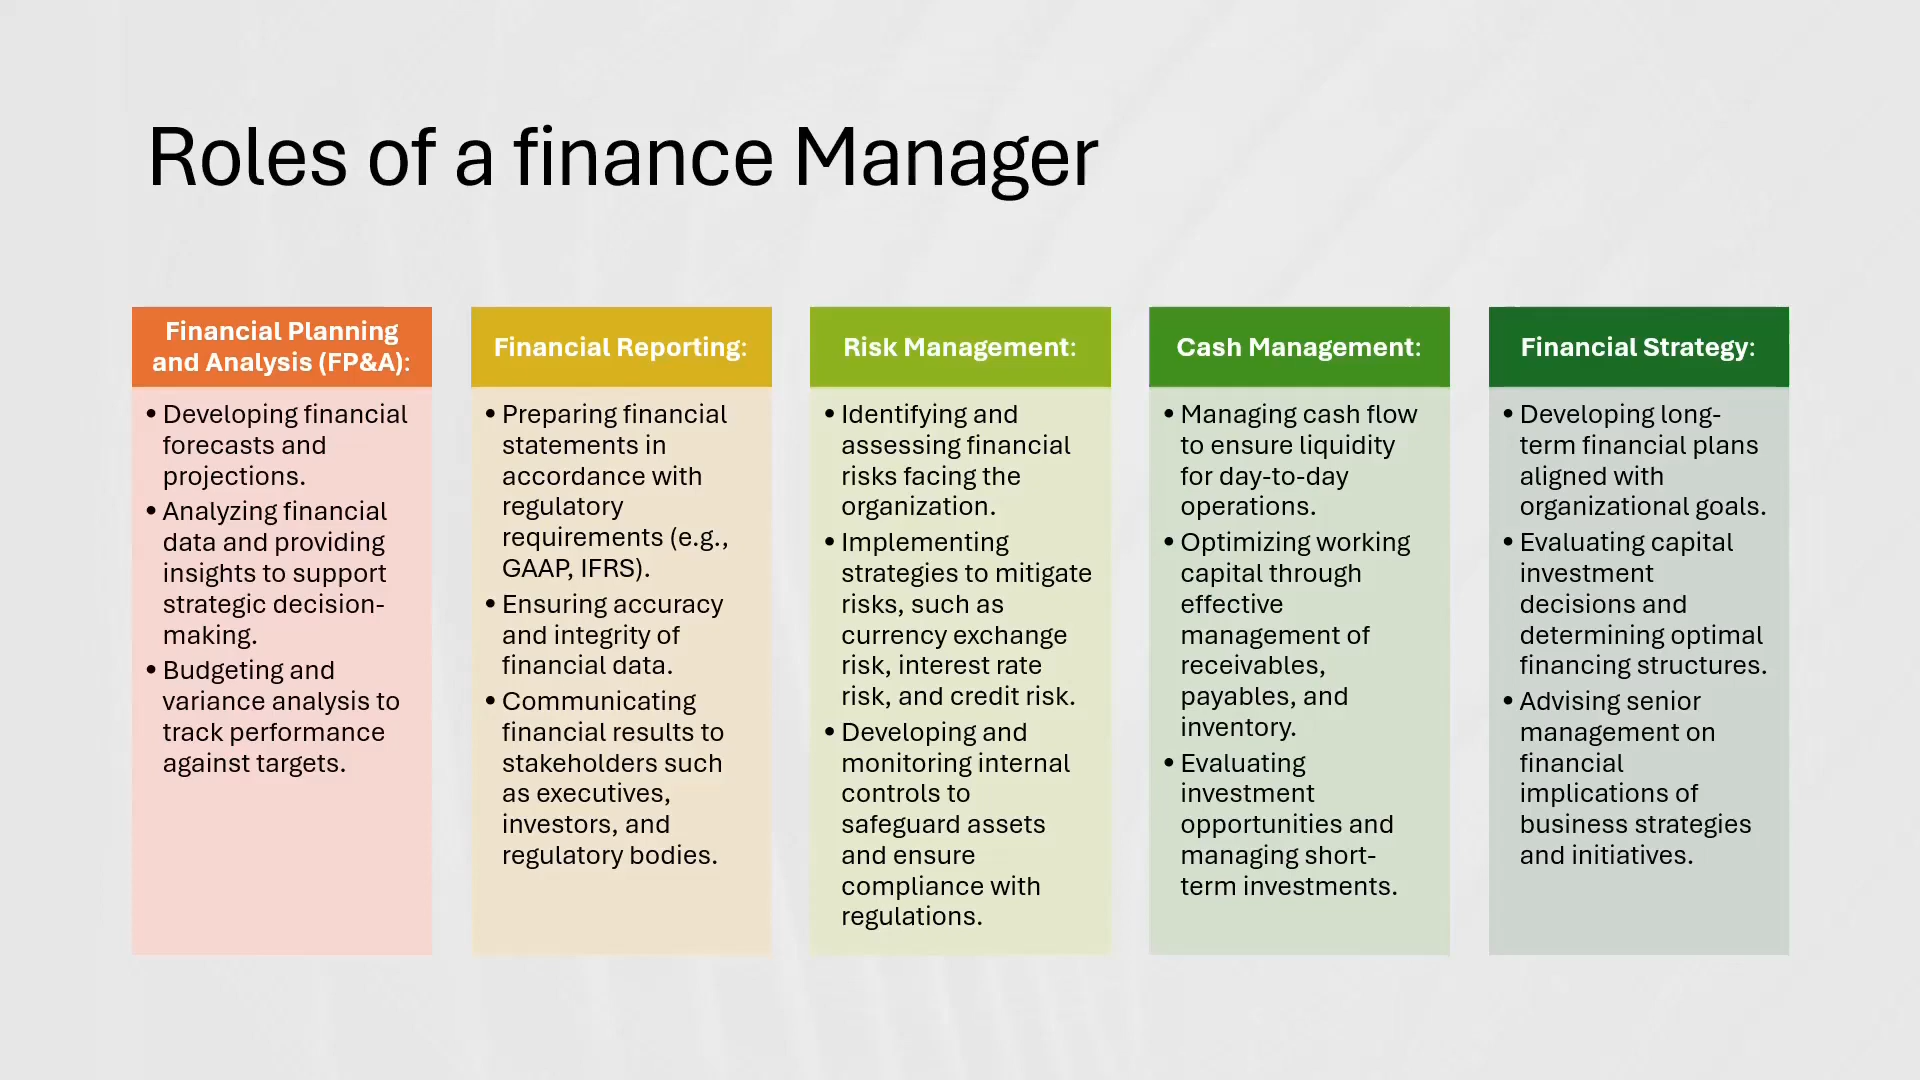 Roles of a finance Manager
Financial Planning
and Analysis (FP&A):
• Developing financial
forecasts and
projections.
• Analyzing financial
data and providing
insights to support
strategic decision-
making.
• Budgeting and
variance analysis to
track performance
against targets.
Financial Reporting:
• Preparing financial
statements in
accordance with
regulatory
requirements (e.g.,
GAAP, IFRS).
• Ensuring accuracy
and integrity of
financial data.
• Communicating
financial results to
stakeholders such
as executives,
investors, and
regulatory bodies.
Risk Management:
• Identifying and
assessing financial
risks facing the
organization.
• Implementing
strategies to mitigate
risks, such as
currency exchange
risk, interest rate
risk, and credit risk.
• Developing and
monitoring internal
controls to
safeguard assets
and ensure
compliance with
regulations.
Cash Management:
• Managing cash flow
to ensure liquidity
for day-to-day
operations.
• Optimizing working
capital through
effective
management of
receivables,
payables, and
inventory.
• Evaluating
investment
opportunities and
managing short-
term investments.
Financial Strategy:
• Developing long-
term financial plans
aligned with
organizational goals.
• Evaluating capital
investment
decisions and
determining optimal
financing structures.
• Advising senior
management on
financial
implications of
business strategies
and initiatives.